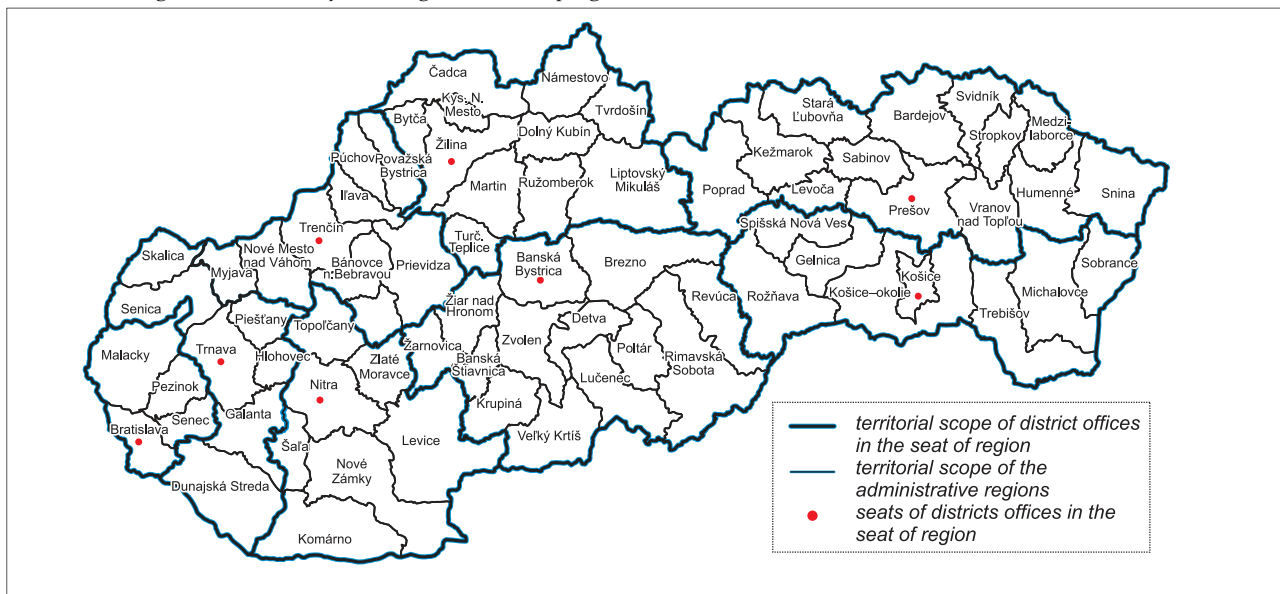 Čadca
Kys. N.
Mesto
Námestovo
Tvrdošín
Bytča
Žilina
Dolný Kubín
Púchov
Považská
Bystrica
Martin
Ružomberok
Liptovský
Mikuláš
Ilava
Stará
Ľubovňa
Bardejov
Svidník
Stropkov
Medzi-
laborce
Kežmarok
Sabinov
Poprad
Levoča
Prešov
Vranov
nad Topľou
Humenné
Snina
Trenčín
Turč.
Teplice
Nové Mesto
nad Váhom
Bánovce
n.Bebravou
Prievidza
Skalica
Myjava
Senica
Banská
Bystrica
Brezno
Spišská Nová Ves
Gelnica
Košice
Košice–okolie
Rožňava
Revúca
Sobrance
Michalovce
Trebišov
Piešťany
Topoľčany
Žiar nad
Hronom
Detva
Malacky
Trnava
Hlohovec
Zlaté
Moravce
Žarnovica
Banská
Štiavnica
Zvolen
Poltár
Rimavská
Sobota
Lučenec
Pezinok
Nitra
Krupina
Senec
Galanta
Bratislava
Šaľa
Levice
Veľký Krtíš
Nové
Zámky
Dunajská Streda
Komárno
territorial scope of district offices
in the seat of region
territorial scope of the
administrative regions
seats of districts offices in the
seat of region